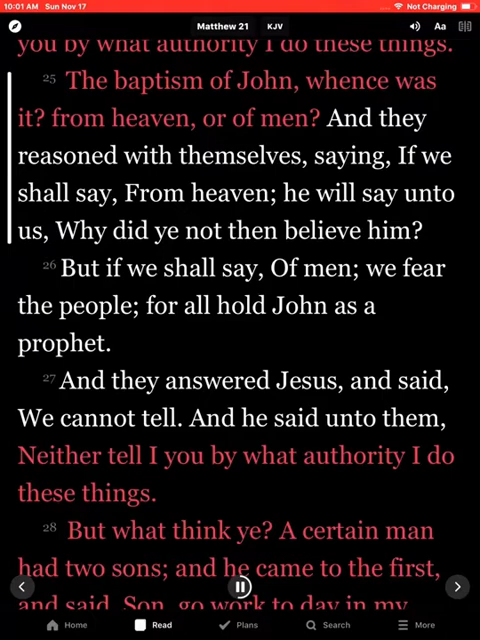 10:01 AM Sun Nov 17 Not Charging
Matthew 21 KJV Aa
you by what authority I do these things.
25 The baptism of John, whence was
it? from heaven, or of men? And they
reasoned with themselves, saying, If we
shall say, From heaven; he will say unto
us, Why did ye not then believe him?
26 But if we shall say, Of men; we fear
the people; for all hold John as a
prophet.
27 And they answered Jesus, and said,
We cannot tell. And he said unto them,
Neither tell I you by what authority I do
these things.
28 But what think ye? A certain man
had two sons; and he came to the first,
and said, Son, go work to day in my
Home Read Plans Search More